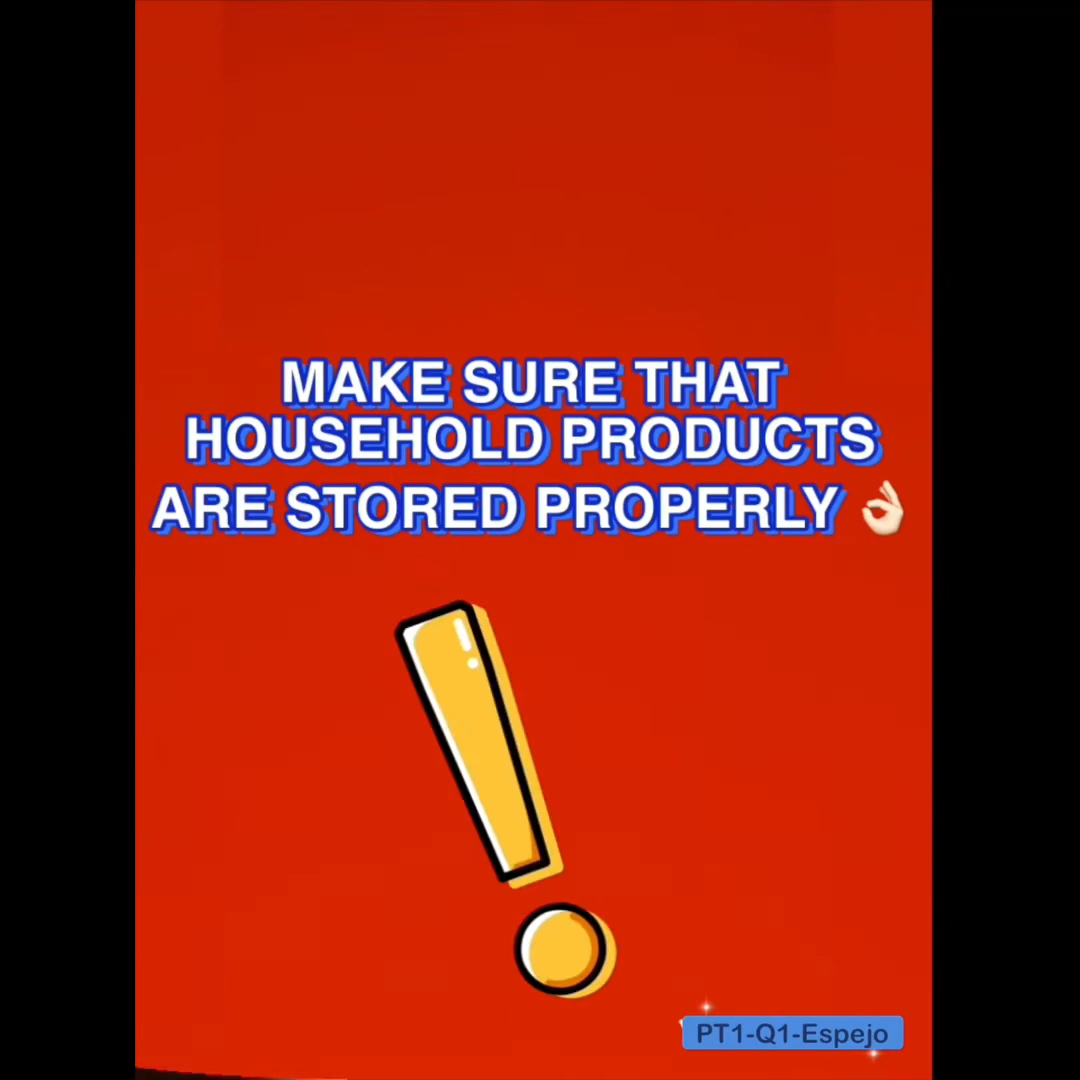 MAKE SURE THAT
HOUSEHOLD PRODUCTS
ARE STORED PROPERLY 👌🏻
PT1-Q1-Espejo